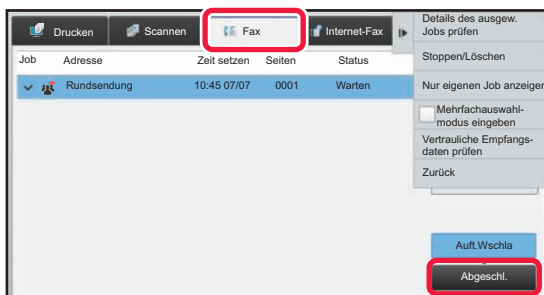 Drucken Scannen Fax Internet-Fax
Job Adresse Zeit setzen Seiten Status
Rundsendung 10:45 07/07 0001 Warten
Details des ausgew.
Jobs prüfen
Stoppen/Löschen
Nur eigenen Job anzeigen
Mehrfachauswahl-
modus eingeben
Vertrauliche Empfangs-
daten prüfen
Zurück
Auft.Wschla
Abgeschl.